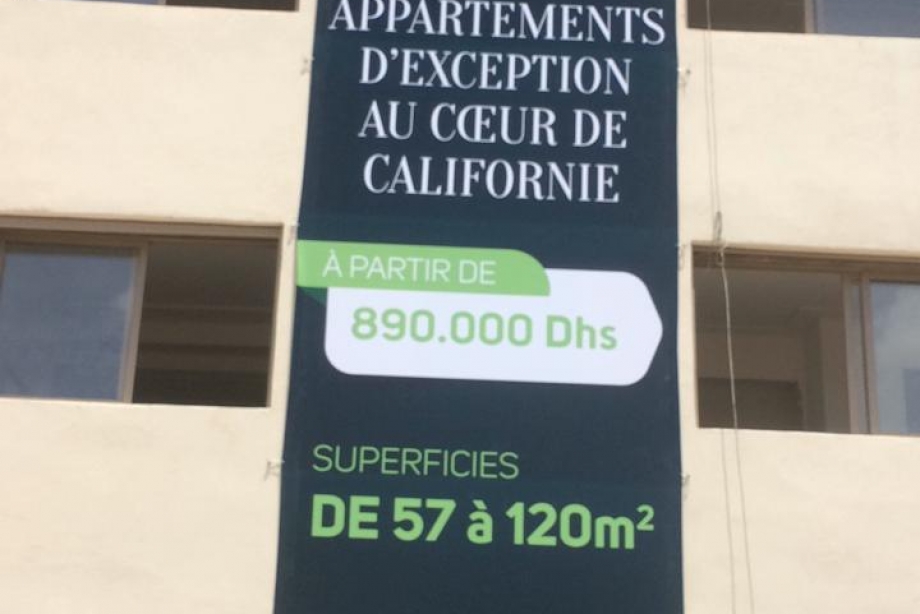 APPARTEMENTS
D'EXCEPTION
AU CŒUR DE
CALIFORNIE
À PARTIR DE
890.000 Dhs
SUPERFICIES
DE 57 à 120m²